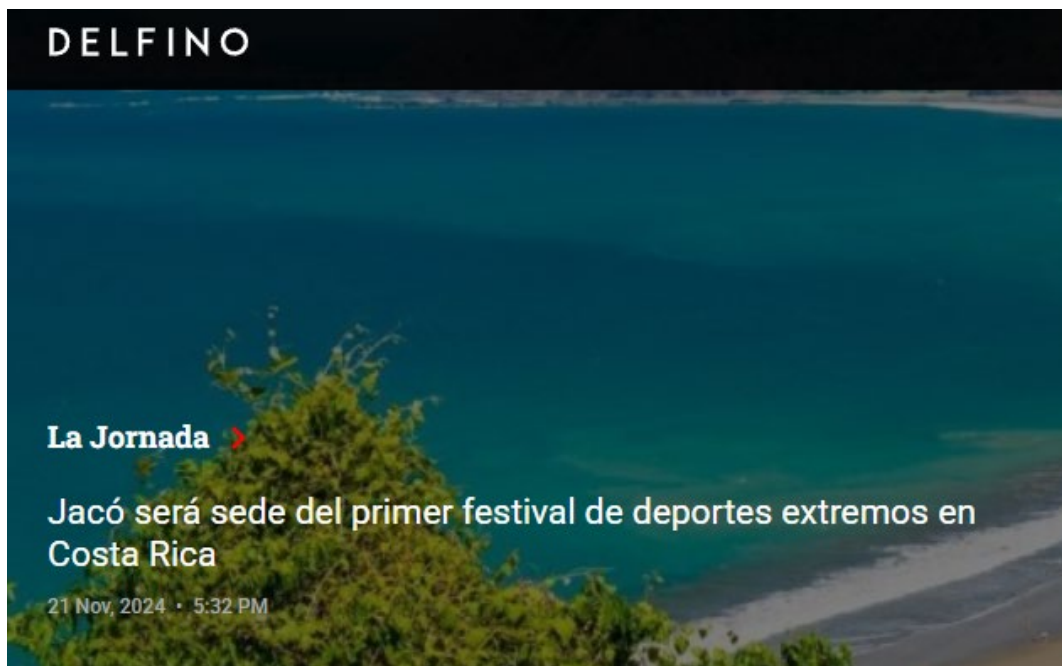 DELFINO
La Jornada
Jacó será sede del primer festival de deportes extremos en
Costa Rica
21 Nov, 2024 • 5:32 PM